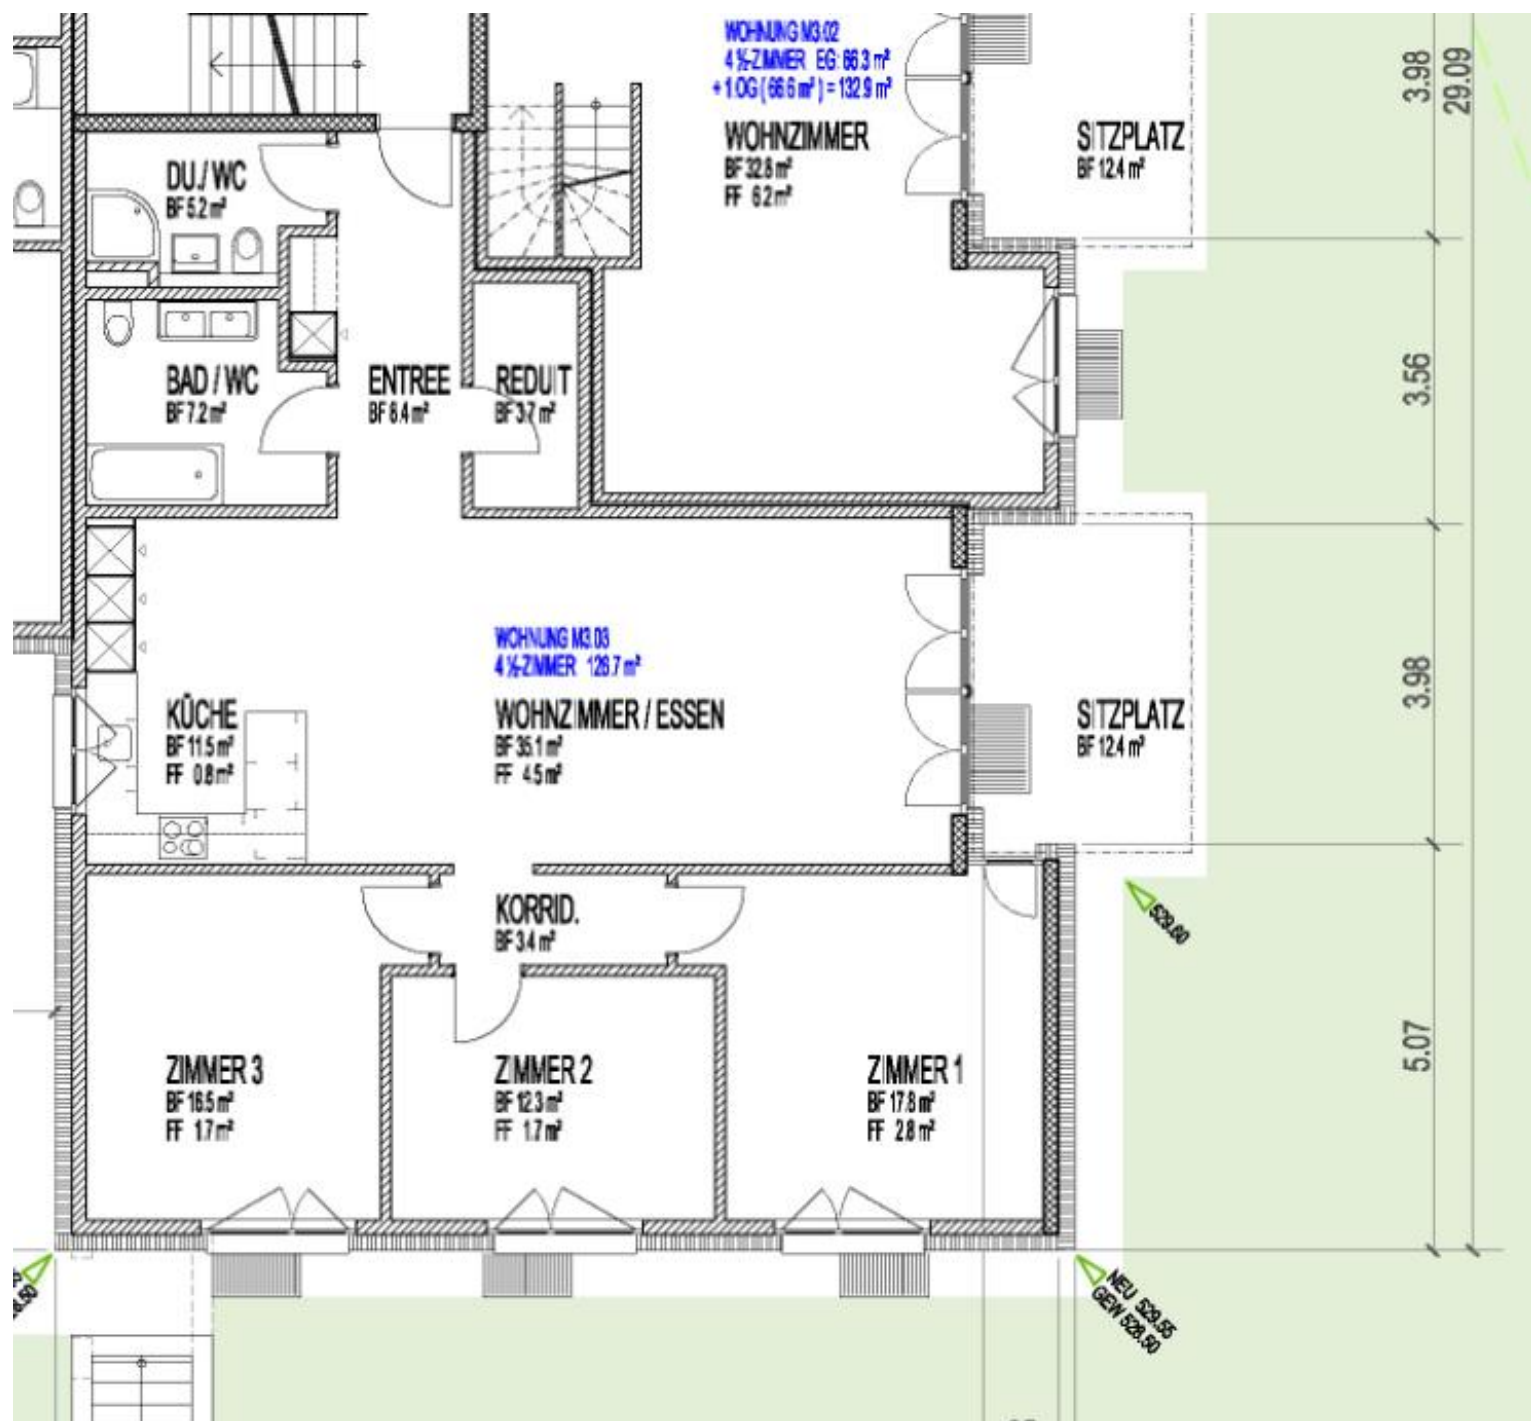 WOHNUNG M3.02
4 ½-ZIMMER EG: 66.3 m²
+ 1.OG ( 66.6 m² ) = 132.9 m²
WOHNZIMMER
BF 32.8 m²
FF 6.2 m²
SITZPLATZ
BF 12.4 m²
3.98
29.09
DU./WC
BF 5.2 m²
BAD / WC
BF 7.2 m²
ENTREE
BF 8.4 m²
REDUIT
BF 3.7 m²
3.56
WOHNUNG M3.03
4 ½-ZIMMER 126.7 m²
KÜCHE
BF 11.5 m²
FF 0.8 m²
WOHNZIMMER / ESSEN
BF 35.1 m²
FF 4.5 m²
SITZPLATZ
BF 12.4 m²
3.98
KORRID.
BF 3.4 m²
529.60
ZIMMER 3
BF 16.5 m²
FF 1.7 m²
ZIMMER 2
BF 12.3 m²
FF 1.7 m²
ZIMMER 1
BF 17.8 m²
FF 2.8 m²
5.07
NEU 529.55
GEW 528.50